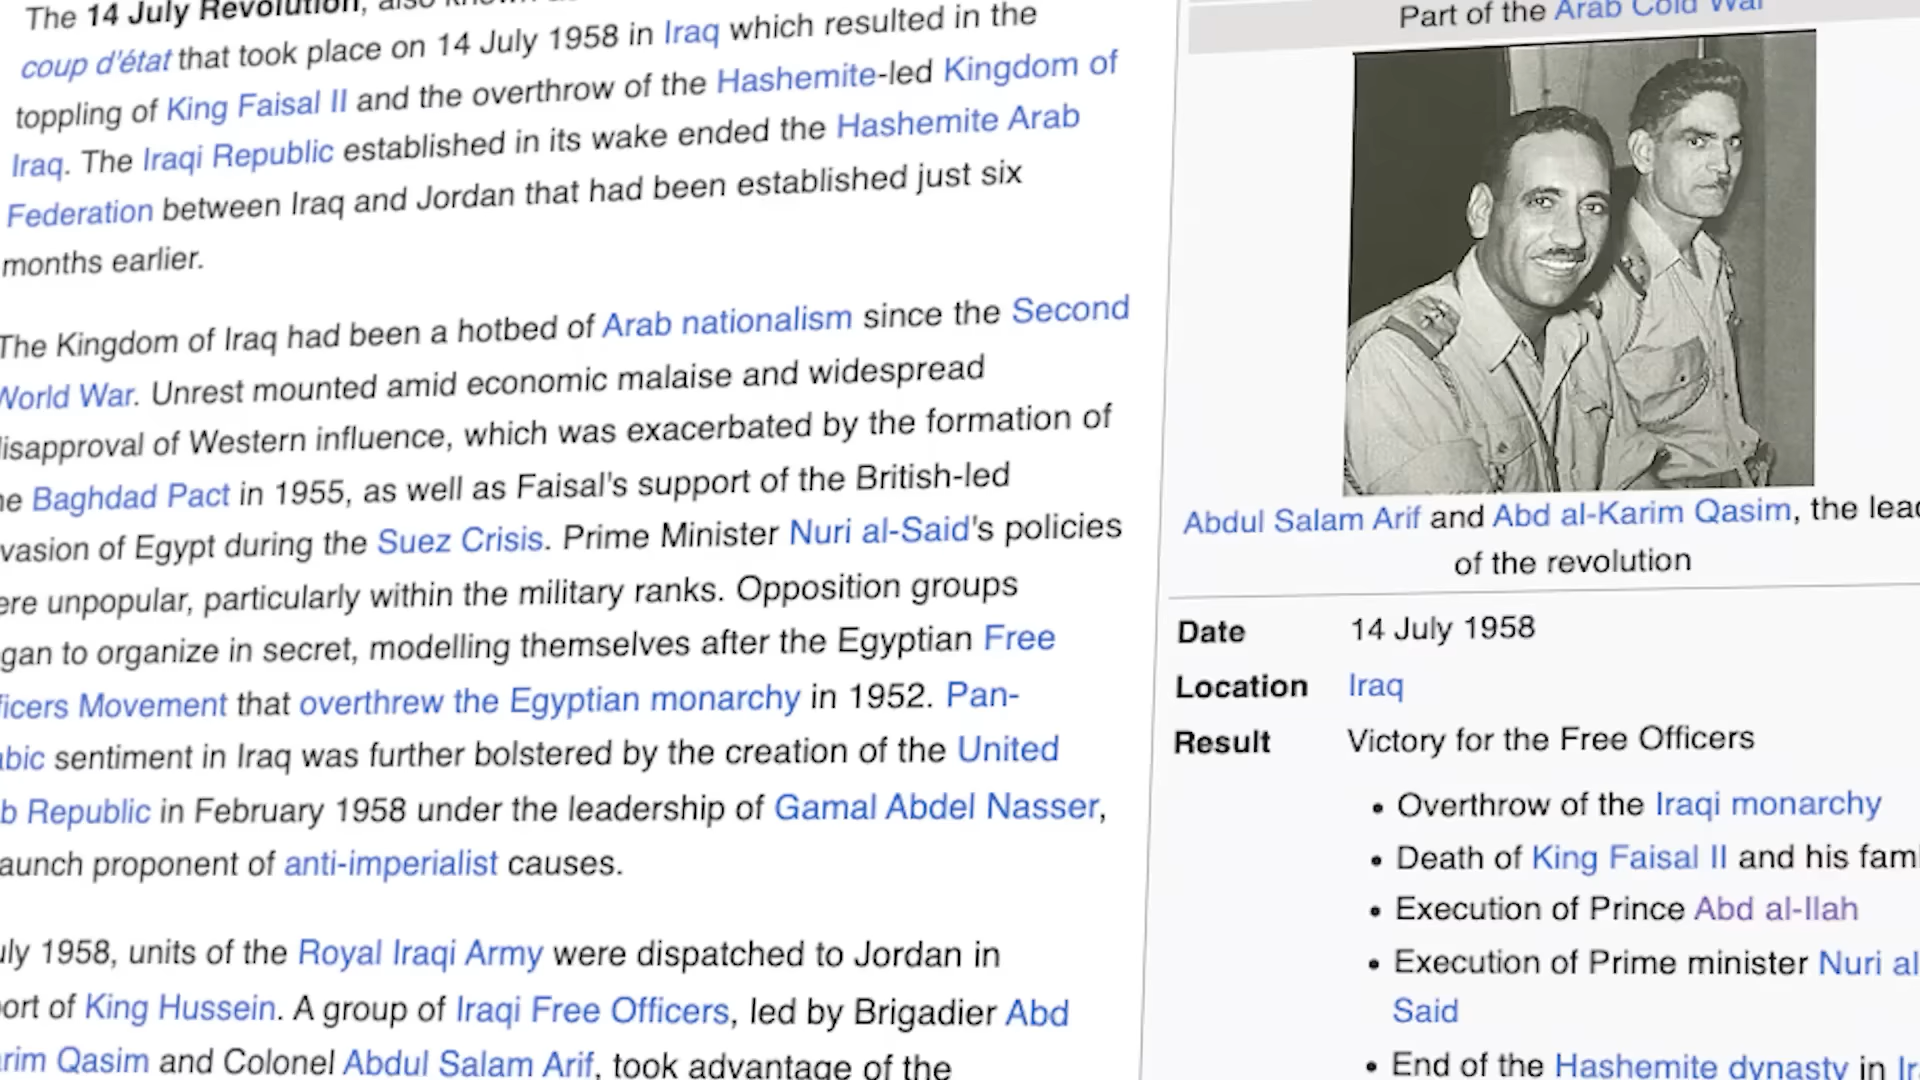 The 14 July Revolution, also known as
coup d'état that took place on 14 July 1958 in Iraq which resulted in the
toppling of King Faisal II and the overthrow of the Hashemite-led Kingdom of
Iraq. The Iraqi Republic established in its wake ended the Hashemite Arab
Federation between Iraq and Jordan that had been established just six
months earlier.
The Kingdom of Iraq had been a hotbed of Arab nationalism since the Second
World War. Unrest mounted amid economic malaise and widespread
isapproval of Western influence, which was exacerbated by the formation of
he Baghdad Pact in 1955, as well as Faisal's support of the British-led
vasion of Egypt during the Suez Crisis. Prime Minister Nuri al-Said's policies
ere unpopular, particularly within the military ranks. Opposition groups
gan to organize in secret, modelling themselves after the Egyptian Free
ficers Movement that overthrew the Egyptian monarchy in 1952. Pan-
abic sentiment in Iraq was further bolstered by the creation of the United
b Republic in February 1958 under the leadership of Gamal Abdel Nasser,
aunch proponent of anti-imperialist causes.
uly 1958, units of the Royal Iraqi Army were dispatched to Jordan in
ort of King Hussein. A group of Iraqi Free Officers, led by Brigadier Abd
rim Qasim and Colonel Abdul Salam Arif, took advantage of the
Part of the Arab Cold War
Abdul Salam Arif and Abd al-Karim Qasim, the lead
of the revolution
Date 14 July 1958
Location Iraq
Result Victory for the Free Officers
• Overthrow of the Iraqi monarchy
• Death of King Faisal II and his fam
• Execution of Prince Abd al-Ilah
• Execution of Prime minister Nuri al
Said
• End of the Hashemite dynasty in Ir